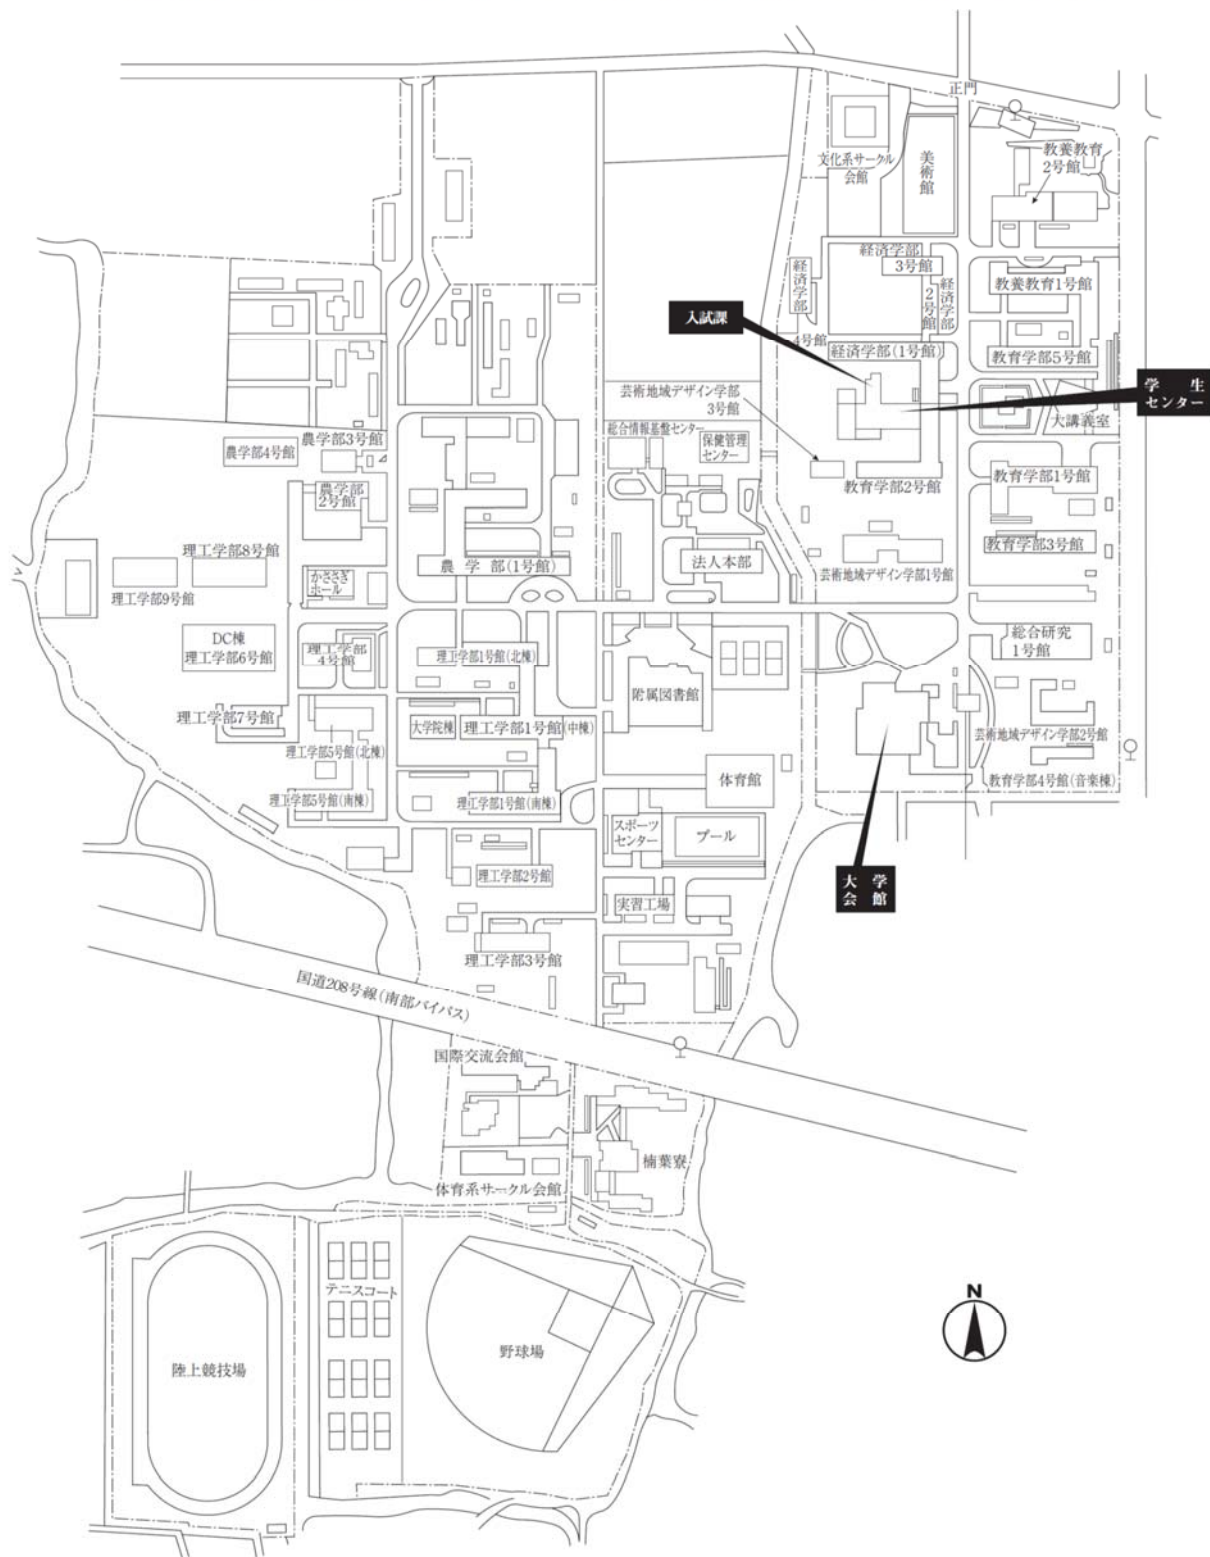 正門
教養教育
2号館
文化系サークル
会館
美術館
経済学部
3号館
経済学部
4号館
経済学部
2号館
教養教育1号館
入試課
経済学部(1号館)
教育学部5号館
学生
センター
芸術地域デザイン学部
3号館
大講義室
総合情報基盤センター
保健管理
センター
農学部3号館
農学部4号館
教育学部1号館
教育学部2号館
農学部
2号館
教育学部3号館
理工学部8号館
農学部(1号館)
法人本部
芸術地域デザイン学部1号館
かささぎ
ホール
理工学部9号館
DC棟
理工学部6号館
理工学部
4号館
理工学部1号館(北棟)
総合研究
1号館
附属図書館
理工学部7号館
大学院棟
理工学部1号館(中棟)
芸術地域デザイン学部2号館
理工学部5号館(北棟)
体育館
教育学部4号館(音楽棟)
理工学部5号館(南棟)
理工学部1号館(南棟)
スポーツ
センター
プール
理工学部2号館
大学
会館
実習工場
理工学部3号館
国道208号線(南部バイパス)
国際交流会館
楠葉寮
体育系サークル会館
テニスコート
N
野球場
陸上競技場